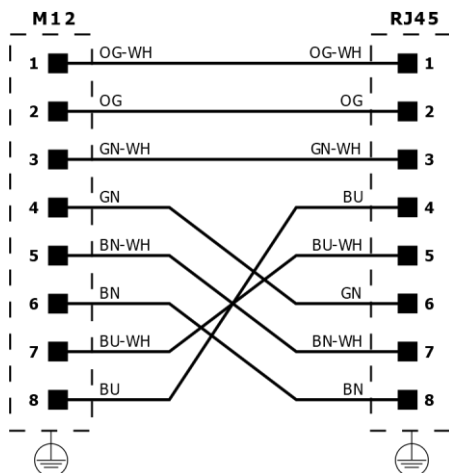 M12 RJ45
1 OG-WH OG-WH 1
2 OG OG 2
3 GN-WH GN-WH 3
4 GN BU 4
5 BN-WH BU-WH 5
6 BN GN 6
7 BU-WH BN-WH 7
8 BU BN 8